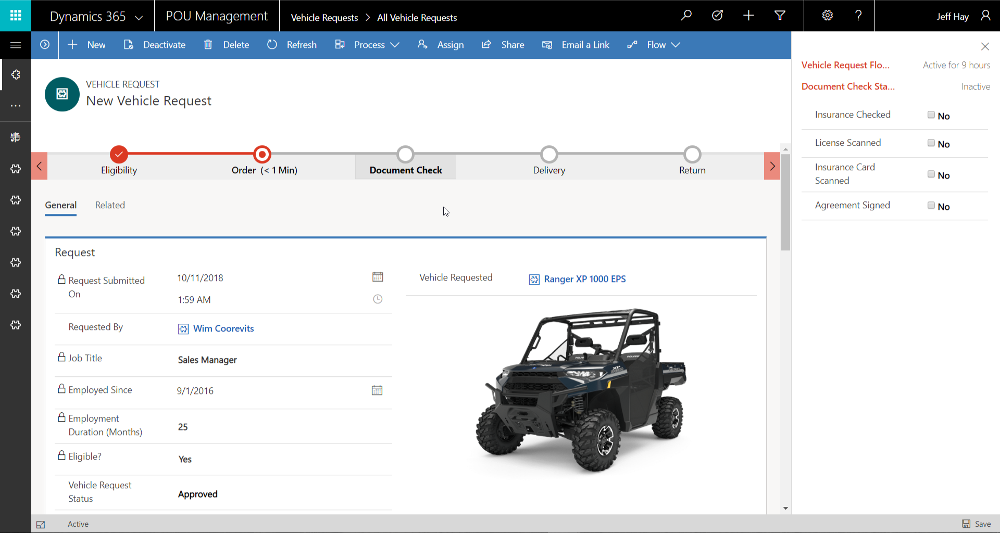 Dynamics 365
POU Management
Vehicle Requests > All Vehicle Requests
?
Jeff Hay
New
Deactivate
Delete
Refresh
Process
Assign
Share
Email a Link
Flow
VEHICLE REQUEST
New Vehicle Request
Eligibility
Order (< 1 Min)
Document Check
Delivery
Return
General
Related
Request
Request Submitted
On
10/11/2018
1:59 AM
Requested By
Wim Coorevits
Job Title
Sales Manager
Employed Since
9/1/2016
Employment
Duration (Months)
25
Eligible?
Yes
Vehicle Request
Status
Approved
Vehicle Requested
Ranger XP 1000 EPS
XP
Vehicle Request Flo...
Active for 9 hours
Document Check Sta...
Inactive
Insurance Checked
No
License Scanned
No
Insurance Card
Scanned
No
Agreement Signed
No
Active
Save